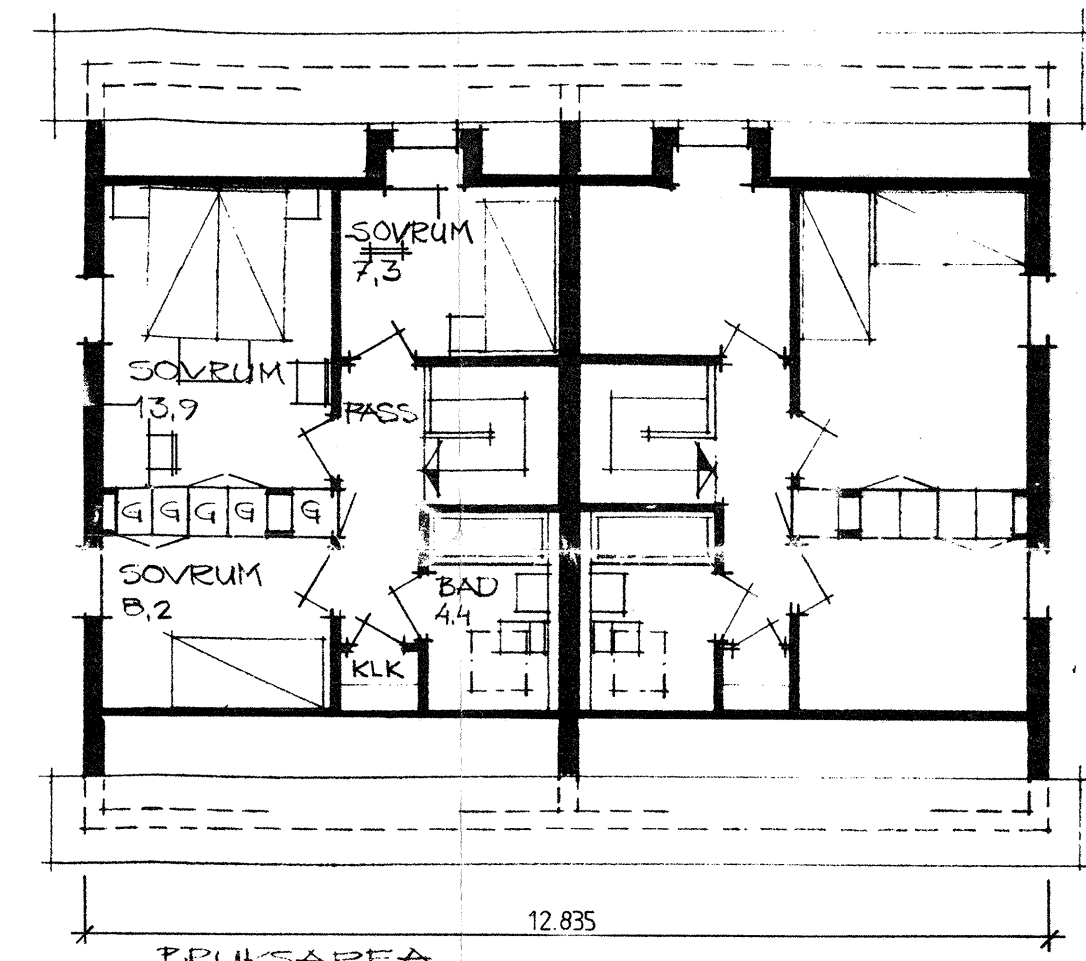 SOVRUM
7,3
SOVRUM
13,9
PASS
G G G G G
SOVRUM
8,2
BAD
4.4
KLK
12.835
BRUKSAREA